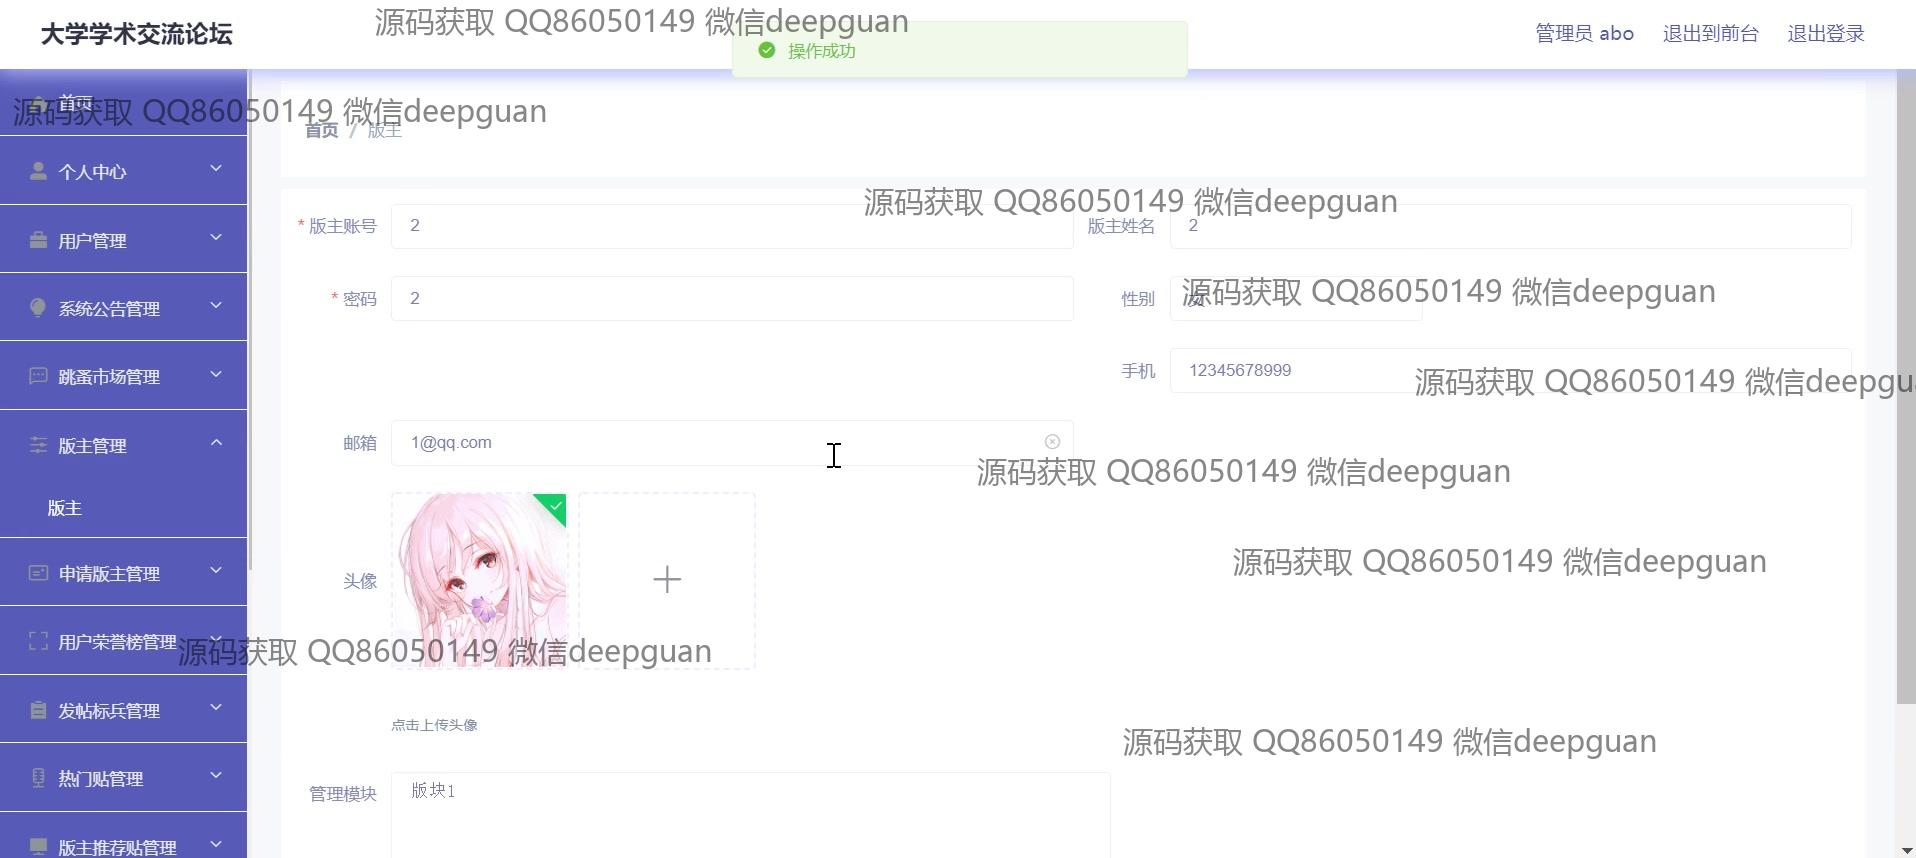 大学学术交流论坛
源码获取 QQ86050149 微信deepguan
操作成功
管理员 abo
退出到前台
退出登录
首页
源码获取 QQ86050149 微信deepguan
首页 / 版主
个人中心
用户管理
系统公告管理
跳蚤市场管理
版主管理
版主
申请版主管理
用户荣誉榜管理
发帖标兵管理
热门贴管理
版主推荐贴管理
源码获取 QQ86050149 微信deepguan
* 版主账号 2
版主姓名 2
* 密码 2
性别 女
源码获取 QQ86050149 微信deepguan
手机 12345678999
源码获取 QQ86050149 微信deepgu
邮箱 1@qq.com
源码获取 QQ86050149 微信deepguan
源码获取 QQ86050149 微信deepguan
头像
源码获取 QQ86050149 微信deepguan
点击上传头像
源码获取 QQ86050149 微信deepguan
管理模块 版块1